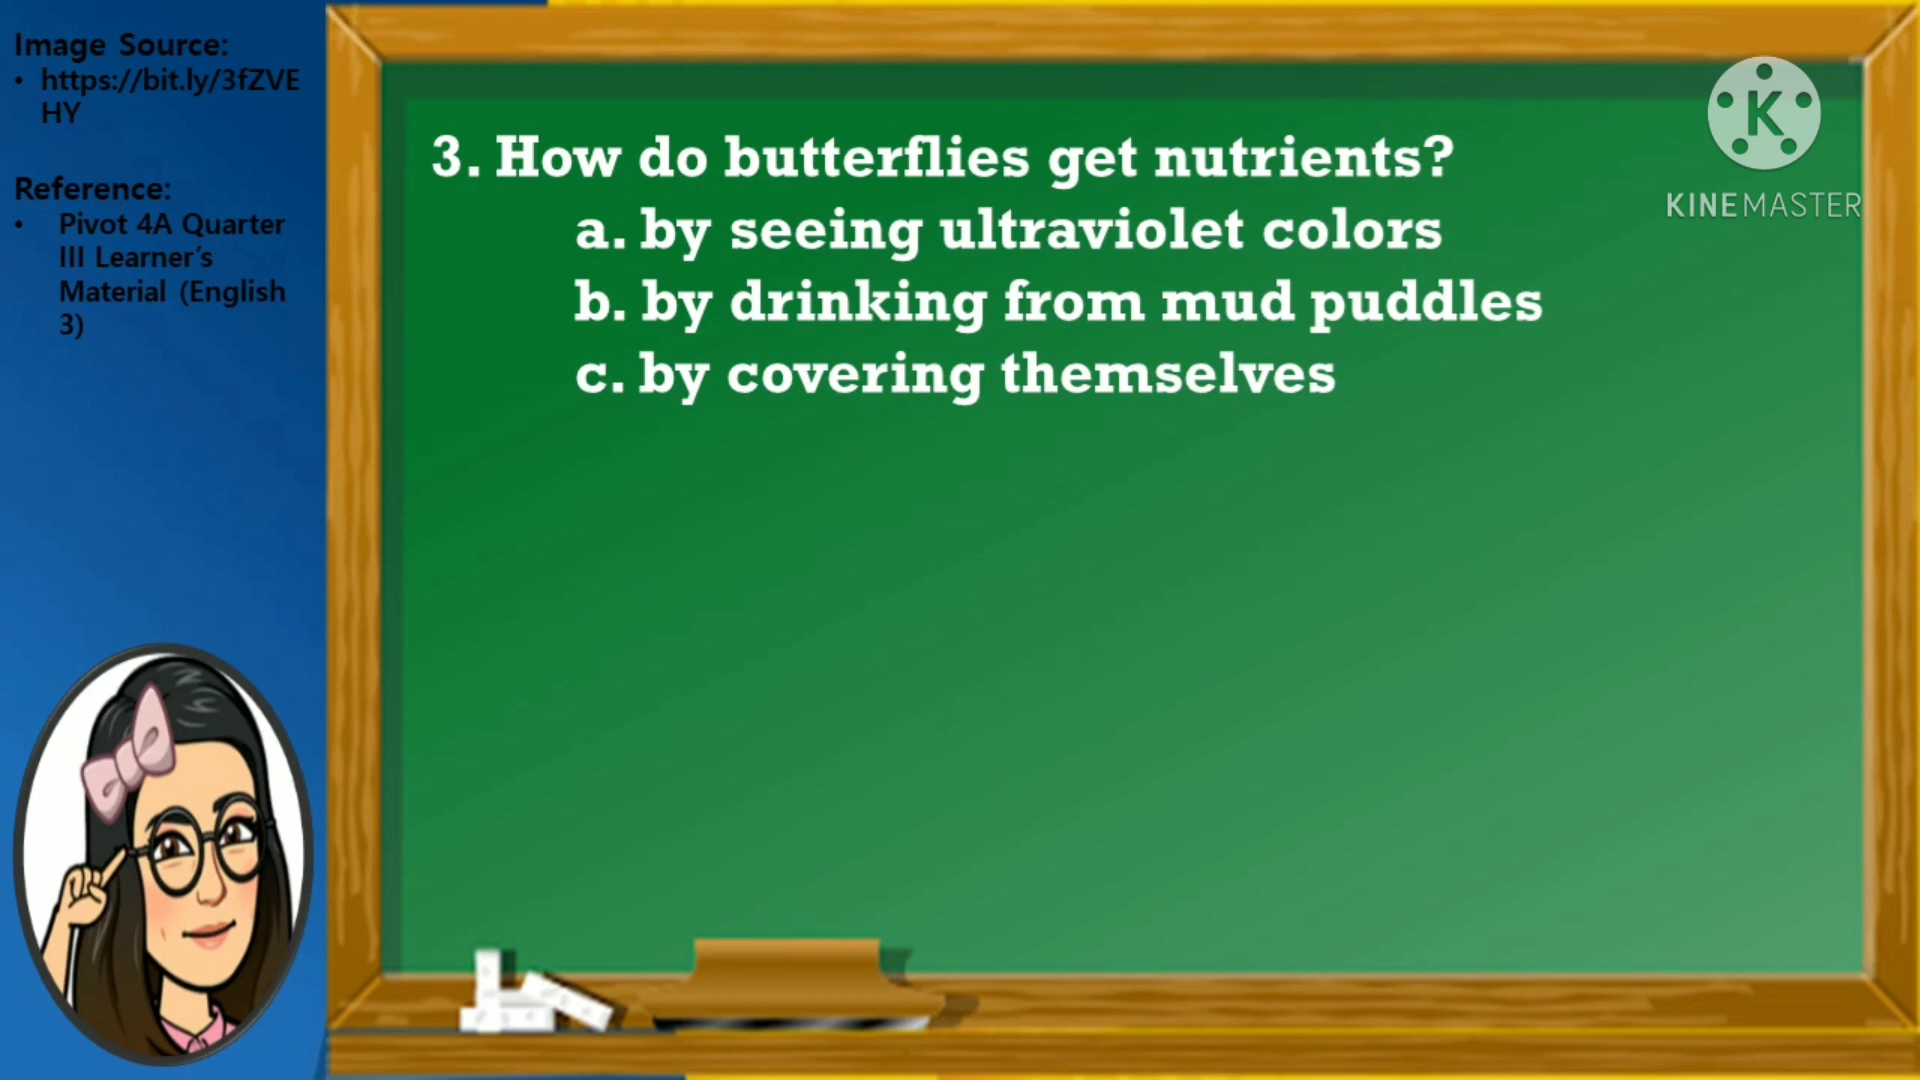 Image Source:
• https://bit.ly/3fZVE
HY
Reference:
• Pivot 4A Quarter
III Learner's
Material (English
3)
3. How do butterflies get nutrients?
a. by seeing ultraviolet colors
b. by drinking from mud puddles
c. by covering themselves
K
KINEMASTER